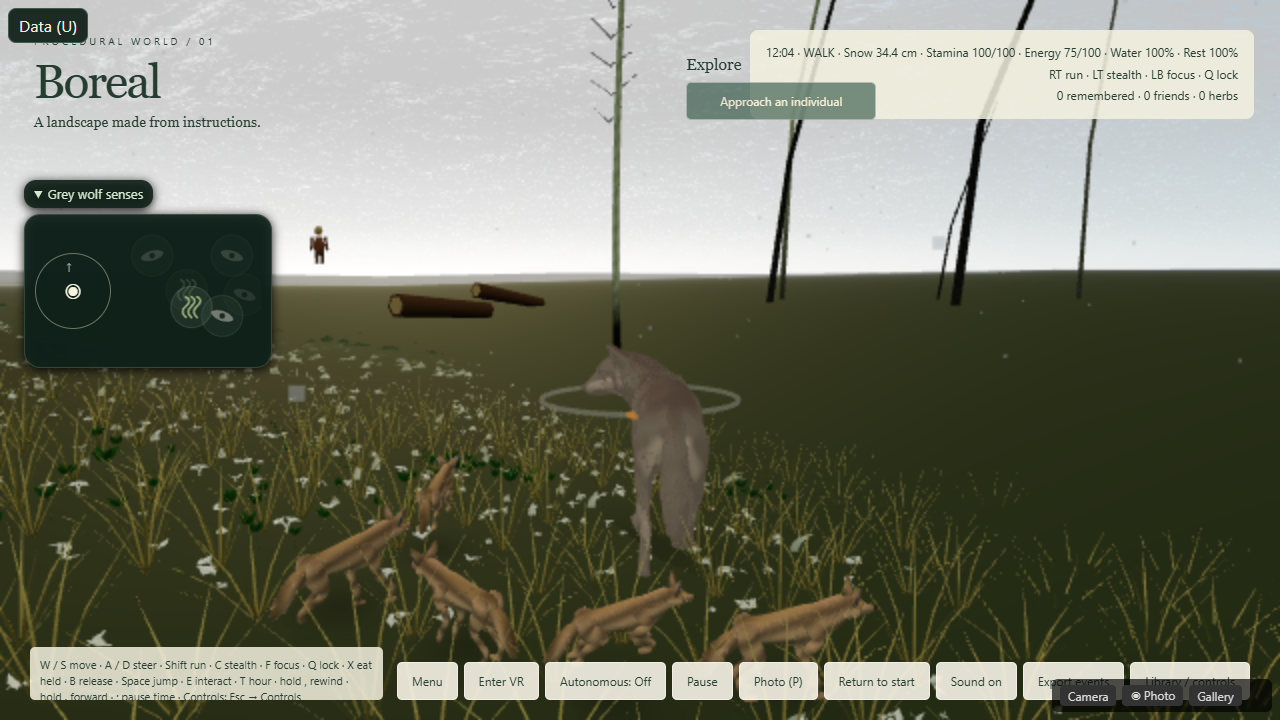 Data (U)
PROCEDURAL WORLD / 01
Boreal
A landscape made from instructions.
Explore
12:04 · WALK · Snow 34.4 cm · Stamina 100/100 · Energy 75/100 · Water 100% · Rest 100%
RT run · LT stealth · LB focus · Q lock
0 remembered · 0 friends · 0 herbs
Approach an individual
▼ Grey wolf senses
↑
W / S move · A / D steer · Shift run · C stealth · F focus · Q lock · X eat
held · B release · Space jump · E interact · T hour · hold , rewind ·
hold . forward · ; pause time · Controls: Esc → Controls
Menu
Enter VR
Autonomous: Off
Pause
Photo (P)
Return to start
Sound on
Export events
Library / controls
Camera
◉ Photo
Gallery